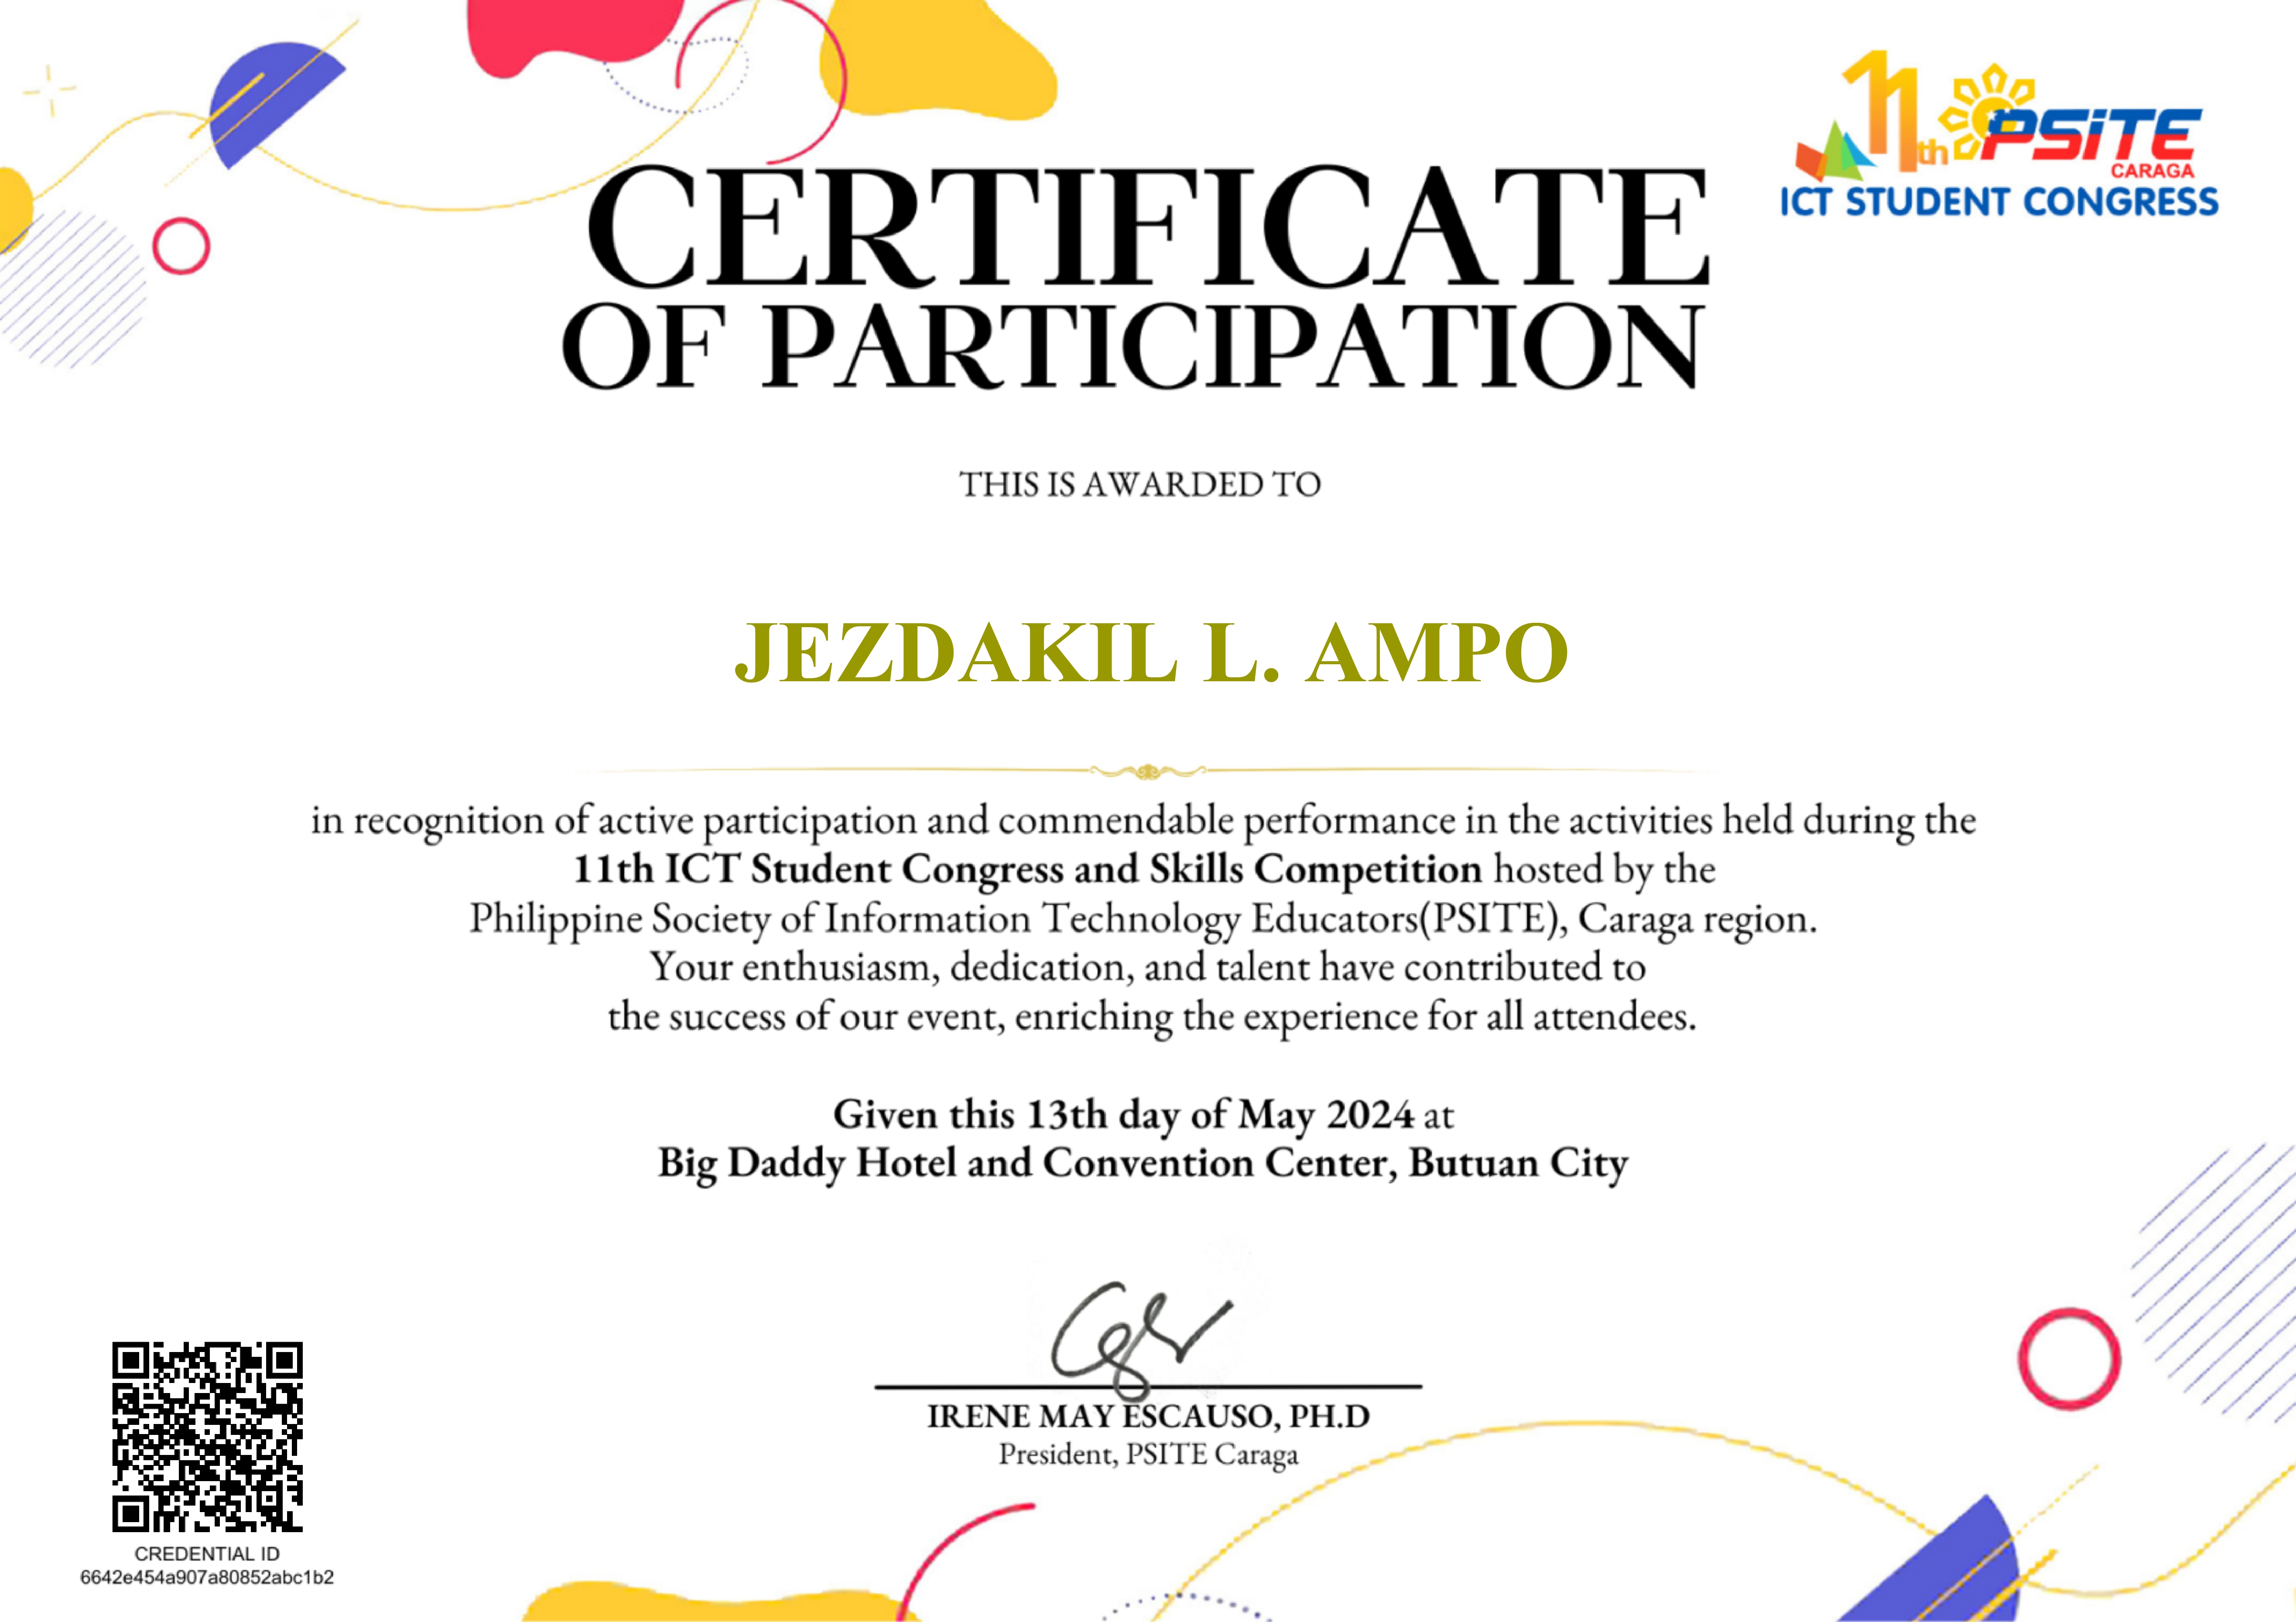 11th PSITE
CARAGA
ICT STUDENT CONGRESS
CERTIFICATE
OF PARTICIPATION
THIS IS AWARDED TO
JEZDAKIL L. AMPO
in recognition of active participation and commendable performance in the activities held during the
11th ICT Student Congress and Skills Competition hosted by the
Philippine Society of Information Technology Educators(PSITE), Caraga region.
Your enthusiasm, dedication, and talent have contributed to
the success of our event, enriching the experience for all attendees.
Given this 13th day of May 2024 at
Big Daddy Hotel and Convention Center, Butuan City
IRENE MAY ESCAUSO, PH.D
President, PSITE Caraga
CREDENTIAL ID
6642e454a907a80852abc1b2